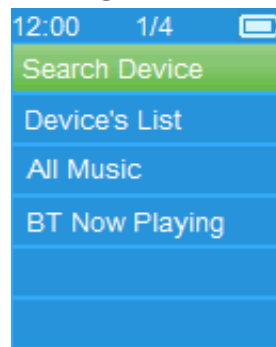 12:00 1/4
Search Device
Device's List
All Music
BT Now Playing